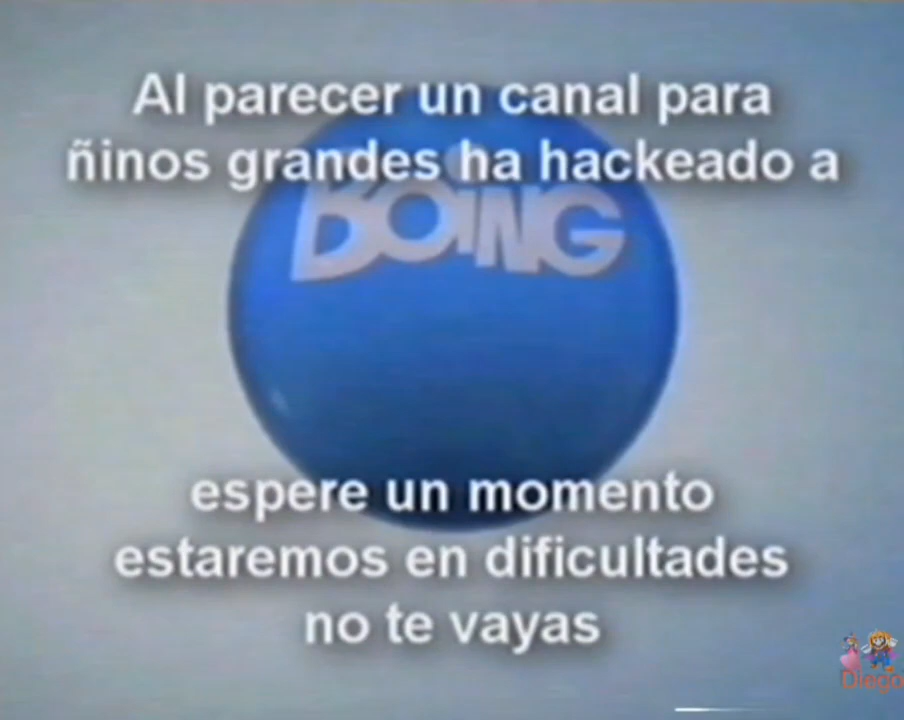 Al parecer un canal para
ñinos grandes ha hackeado a
BOING
espere un momento
estaremos en dificultades
no te vayas
Diego